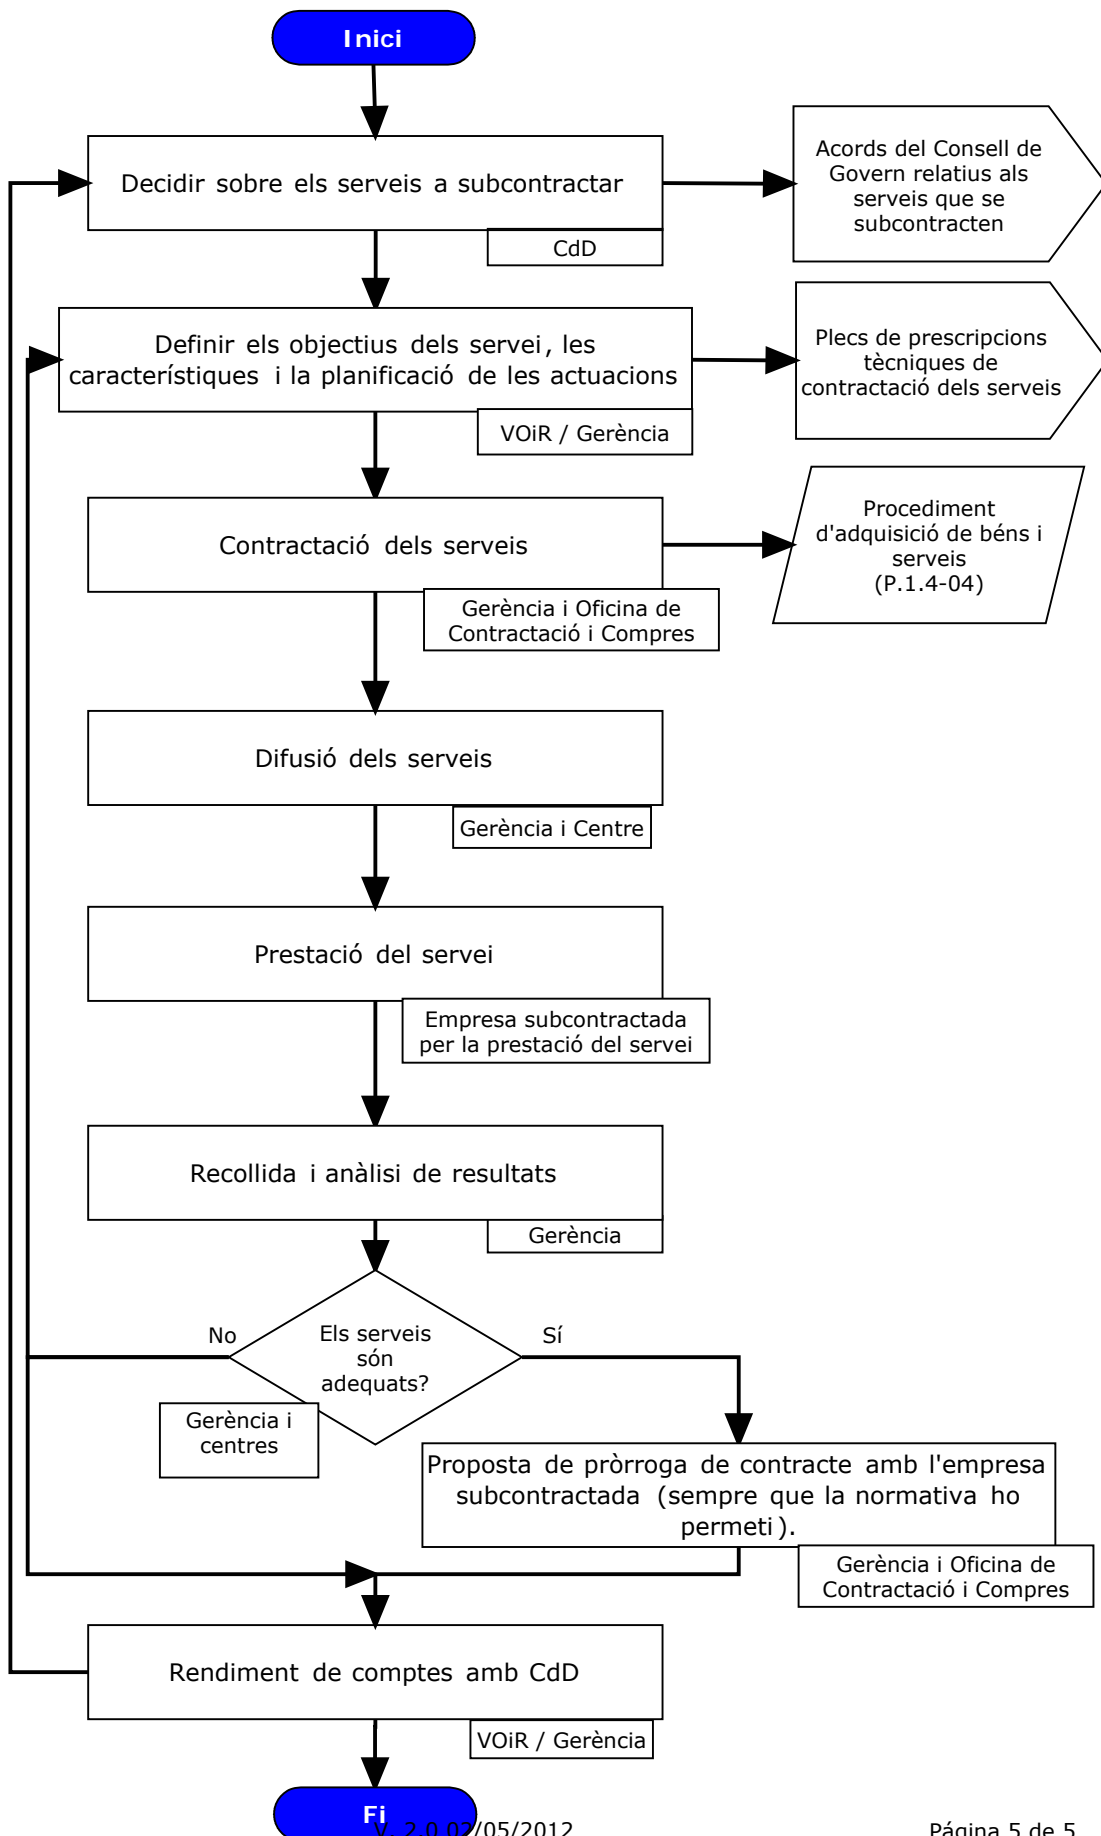 Inici
Decidir sobre els serveis a subcontractar
CdD
Acords del Consell de
Govern relatius als
serveis que se
subcontracten
Definir els objectius dels servei, les
característiques i la planificació de les actuacions
VOiR / Gerència
Plecs de prescripcions
tècniques de
contractació dels serveis
Contractació dels serveis
Gerència i Oficina de
Contractació i Compres
Procediment
d'adquisició de béns i
serveis
(P.1.4-04)
Difusió dels serveis
Gerència i Centre
Prestació del servei
Empresa subcontractada
per la prestació del servei
Recollida i anàlisi de resultats
Gerència
No
Els serveis
són
adequats?
Sí
Gerència i
centres
Proposta de pròrroga de contracte amb l'empresa
subcontractada (sempre que la normativa ho
permeti).
Gerència i Oficina de
Contractació i Compres
Rendiment de comptes amb CdD
VOiR / Gerència
Fi
V. 2.0 02/05/2012
Página 5 de 5